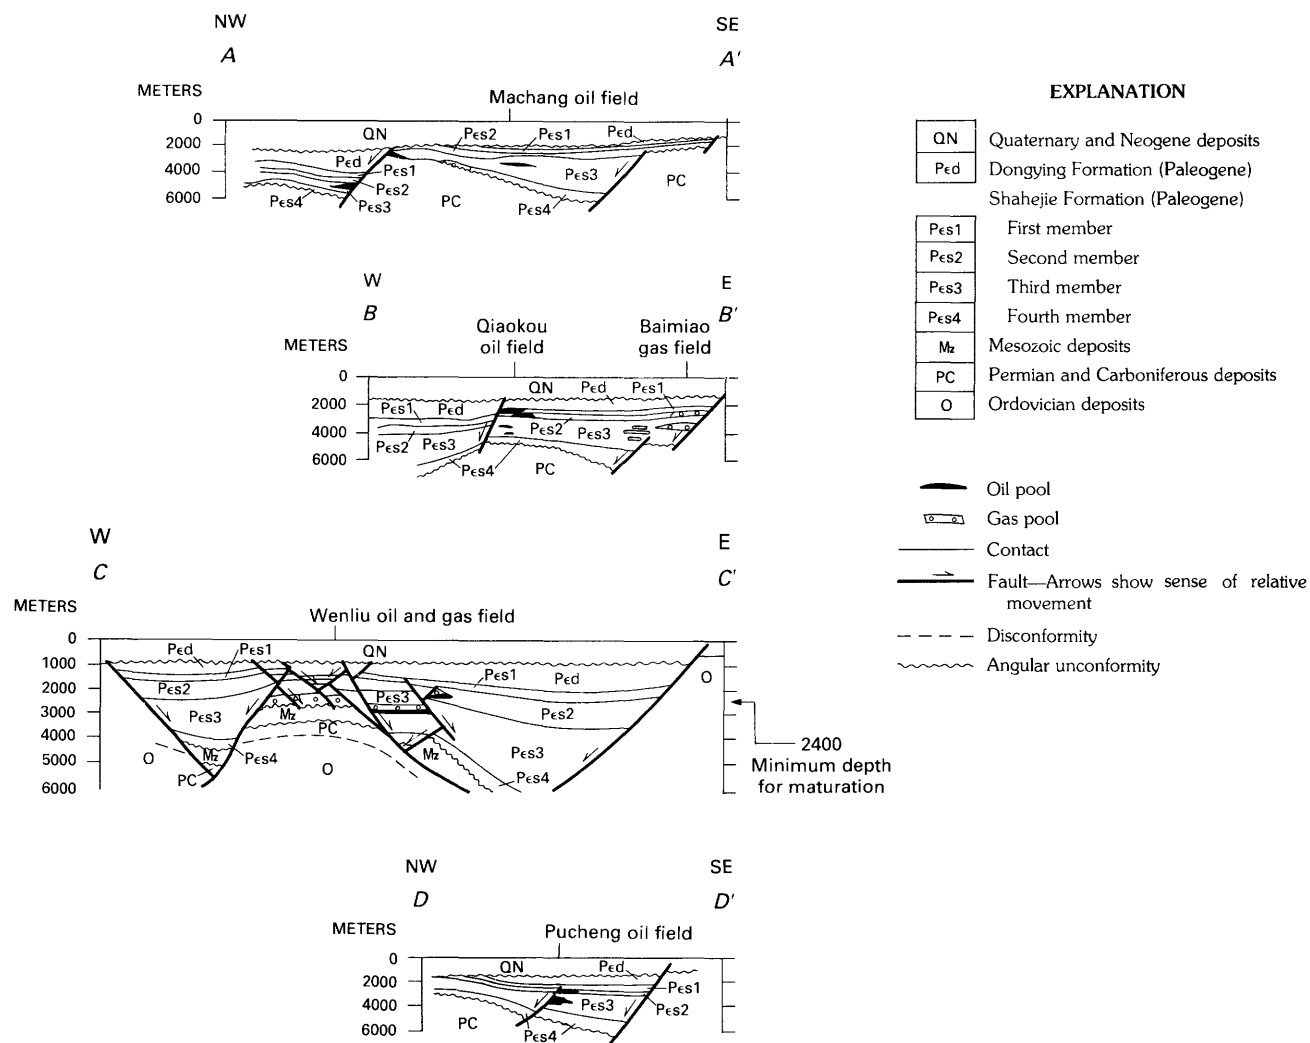 NW
SE
A
A'
METERS
Machang oil field
0
2000
4000
6000
QN
Pϵs2
Pϵs1
Pϵd
Pϵd
Pϵs1
Pϵs2
Pϵs3
Pϵs4
PC
Pϵs4
Pϵs3
PC
W
E
B
B'
METERS
Qiaokou
oil field
Baimiao
gas field
0
2000
4000
6000
QN
Pϵd
Pϵs1
Pϵs1
Pϵd
Pϵs2
Pϵs3
Pϵs2
Pϵs3
Pϵs4
PC
W
E
C
C'
METERS
Wenliu oil and gas field
0
1000
2000
3000
4000
5000
6000
Pϵd
Pϵs1
QN
Pϵs2
Pϵs3
Pϵs1
Pϵd
Pϵs3
Pϵs2
Mz
PC
O
Mz
Pϵs4
PC
O
Mz
Pϵs3
Pϵs4
O
2400
Minimum depth
for maturation
NW
SE
D
D'
METERS
Pucheng oil field
0
2000
4000
6000
QN
Pϵd
Pϵs1
Pϵs2
Pϵs3
PC
Pϵs4
EXPLANATION
QN Quaternary and Neogene deposits
Pϵd Dongying Formation (Paleogene)
Shahejie Formation (Paleogene)
Pϵs1 First member
Pϵs2 Second member
Pϵs3 Third member
Pϵs4 Fourth member
Mz Mesozoic deposits
PC Permian and Carboniferous deposits
O Ordovician deposits
Oil pool
Gas pool
Contact
Fault—Arrows show sense of relative
movement
Disconformity
Angular unconformity